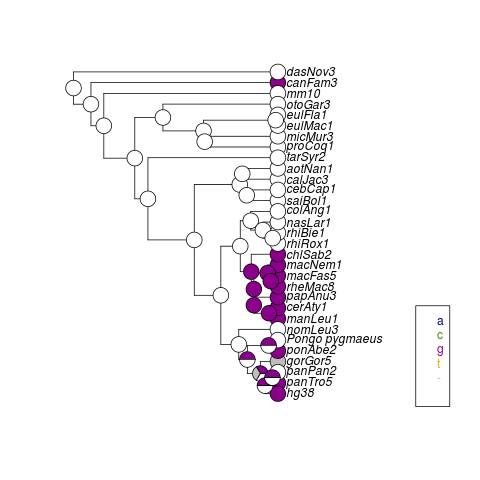 dasNov3
canFam3
mm10
otoGar3
eulFla1
eulMac1
micMur3
proCoq1
tarSyr2
aotNan1
calJac3
cebCap1
saiBol1
colAng1
nasLar1
rhiBie1
rhiRox1
chlSab2
macNem1
macFas5
rheMac8
papAnu3
cerAty1
manLeu1
nomLeu3
Pongo pygmaeus
ponAbe2
gorGor5
panPan2
panTro5
hg38
a
c
g
t
-